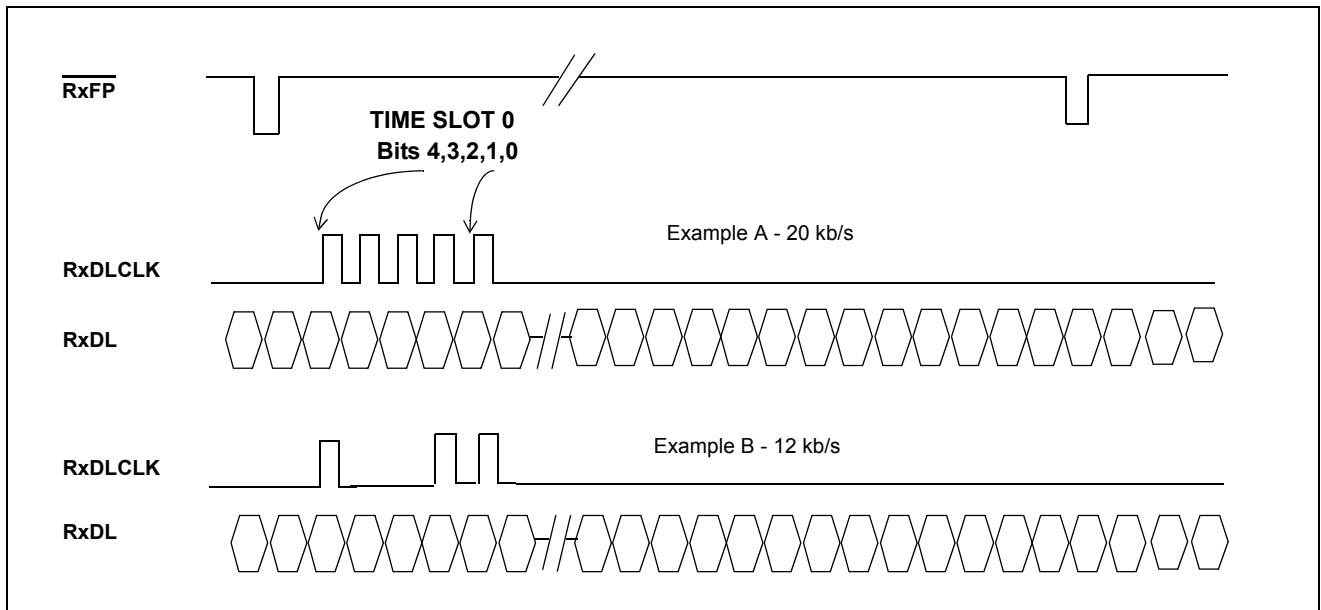 RxFP
TIME SLOT 0
Bits 4,3,2,1,0
Example A - 20 kb/s
RxDLCLK
RxDL
Example B - 12 kb/s
RxDLCLK
RxDL